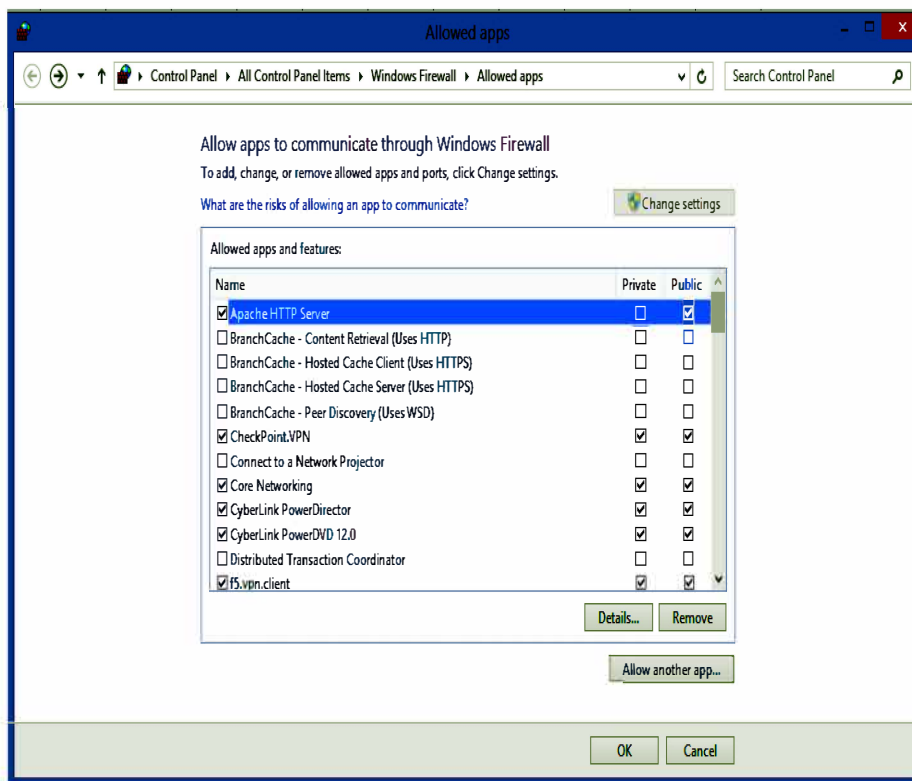 Allowed apps
x
Control Panel Al Control Panel Items Windows Firewall Allowed apps Search Control Panel
Allow apps to communicate through Windows Firewall
To add, change, or remove allowed apps and ports, click Change settings.
What are the risks of allowing an app to communicate? Change settings
Allowed apps and features:
Name Private Public
Apache HTTP Server
BranchCache - Content Retrieval (Uses HTTP)
BranchCache - Hosted Cache Client (Uses HTTPS)
BranchCache - Hosted Cache Server (Uses HTTPS)
BranchCache - Peer Discovery (Uses WSD)
CheckPoint.VPN
Connect to a Network Projector
Core Networking
CyberLink PowerDirector
CyberLink PowerDVD 12.0
Distributed Transaction Coordinator
f5.vpn.client
Details... Remove
Allow another app...
OK Cancel